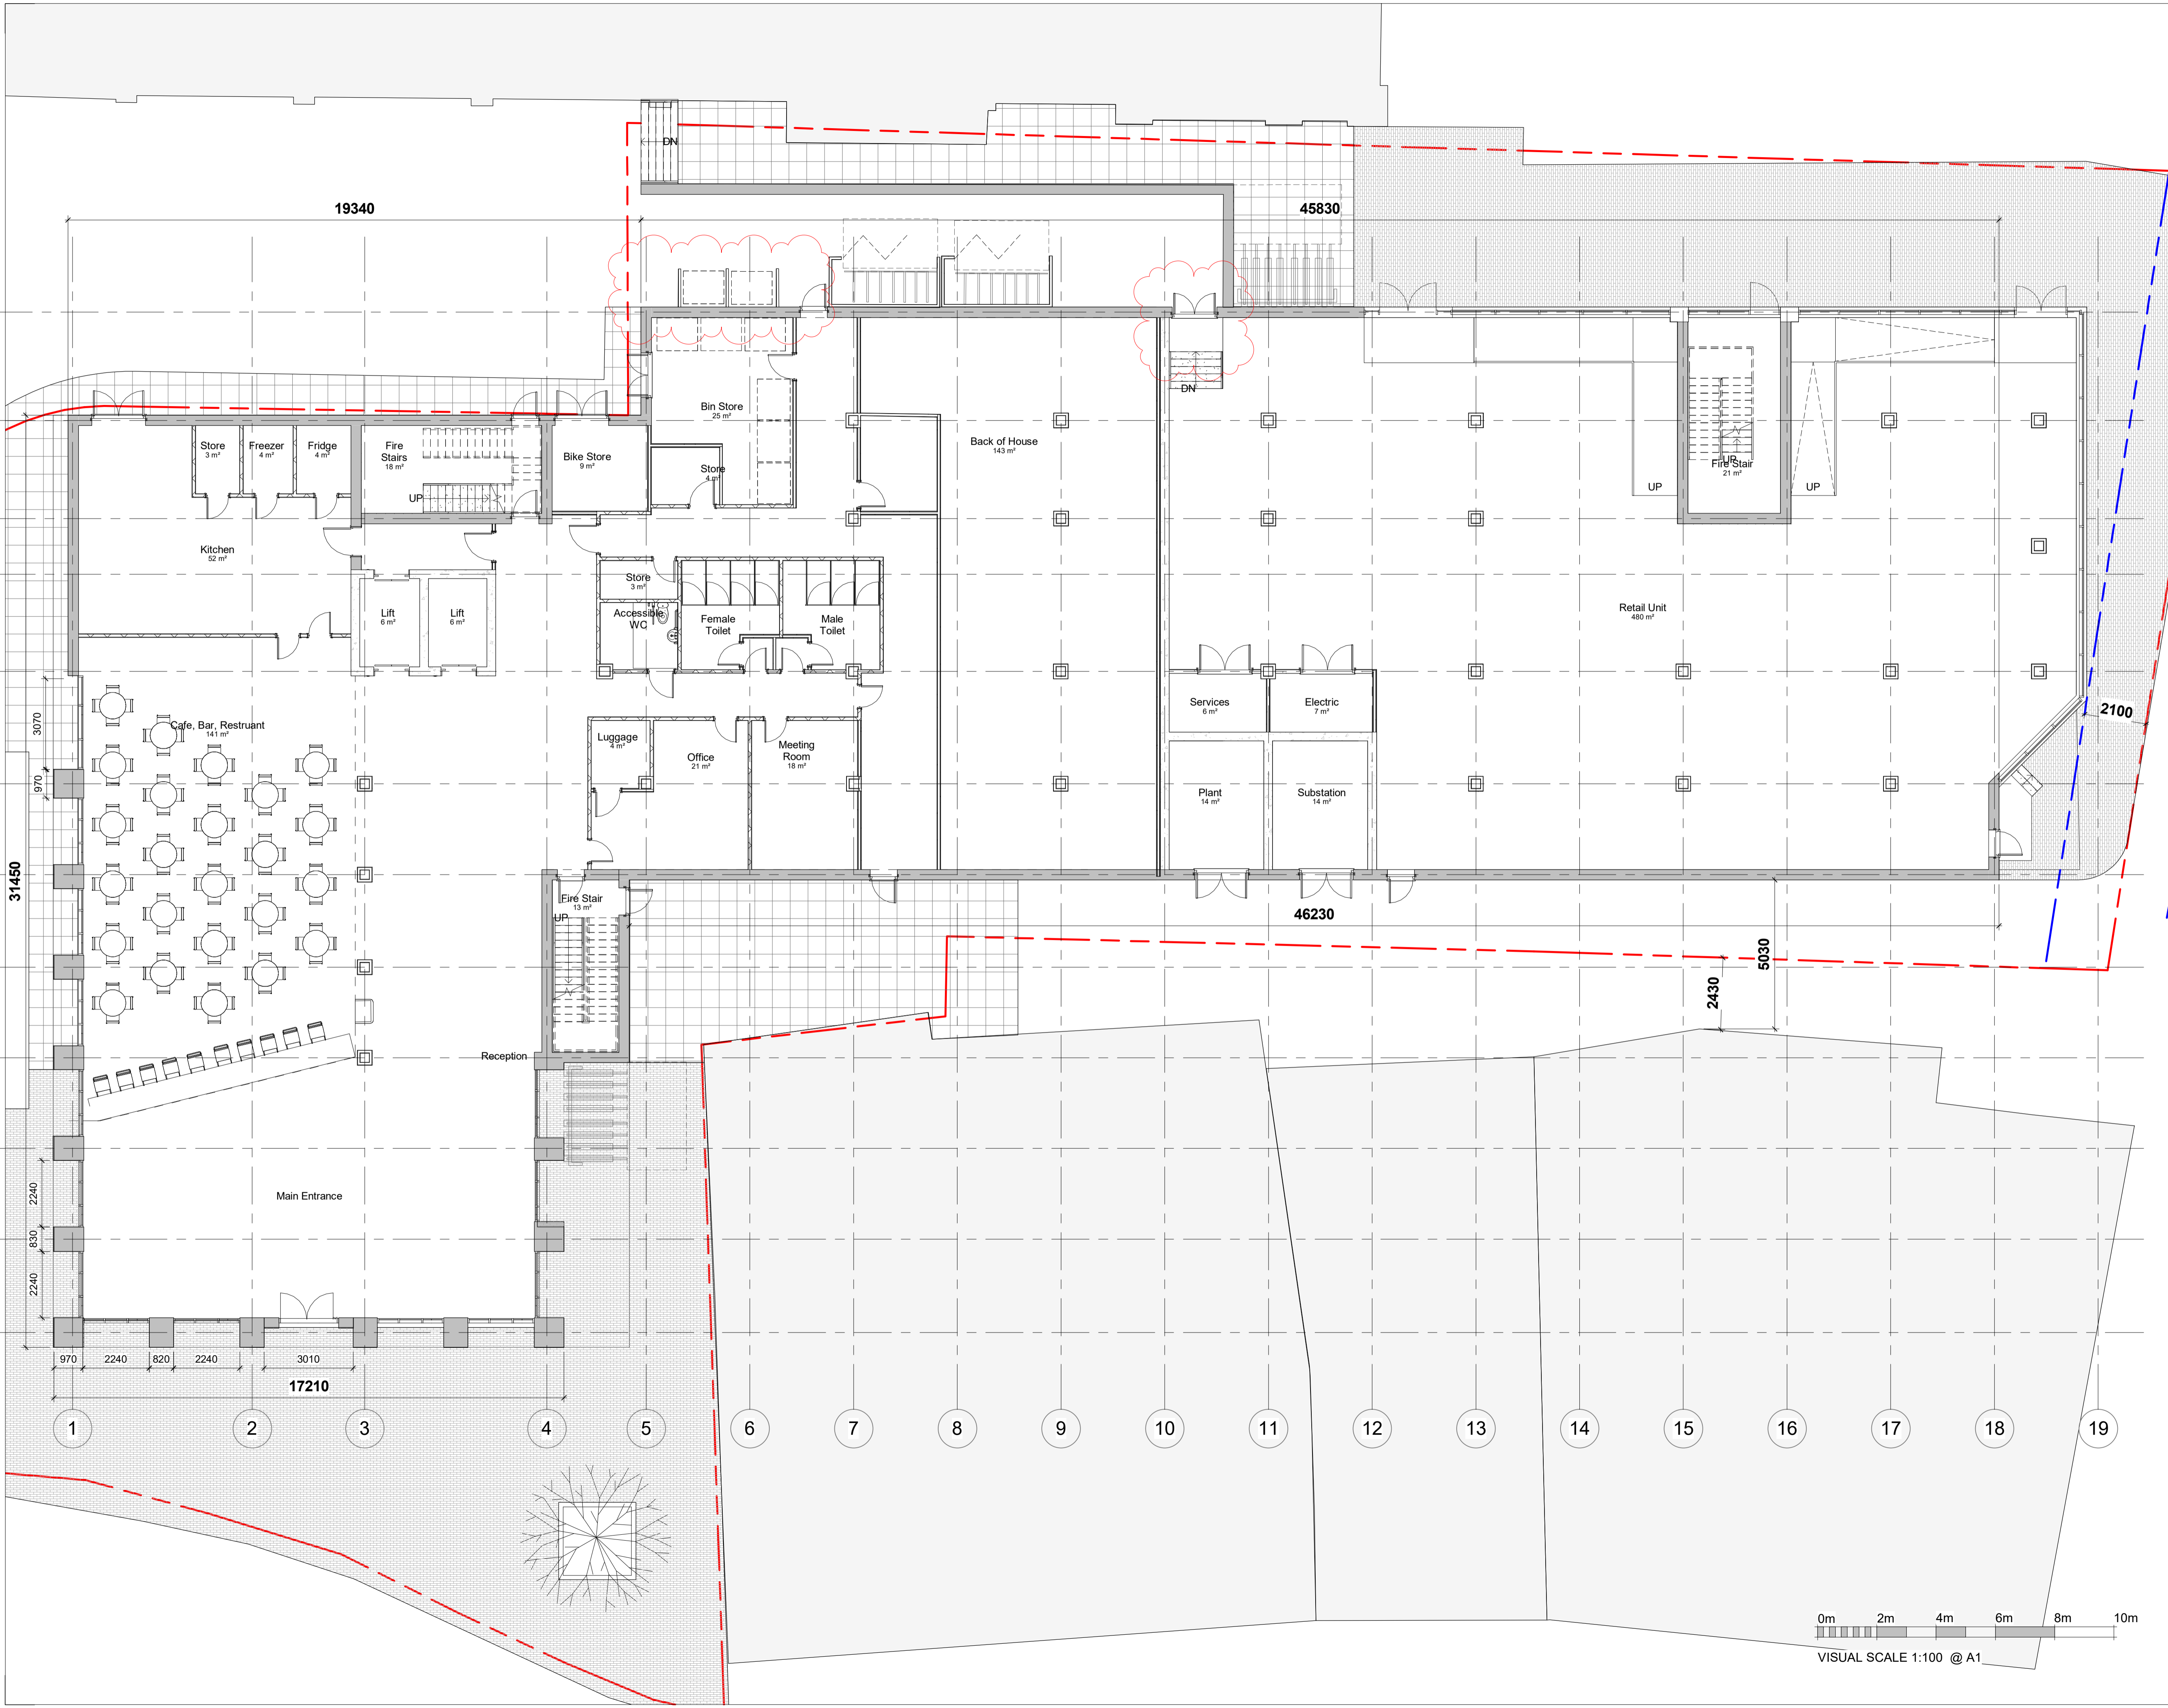 DN
19340
45830
DN
Bin Store
25 m²
Store
3 m²
Freezer
4 m²
Fridge
4 m²
Fire
Stairs
18 m²
UP
Bike Store
9 m²
Store
4 m²
Back of House
143 m²
UP
Fire Stair
21 m²
UP
UP
Kitchen
52 m²
Lift
6 m²
Lift
6 m²
Store
3 m²
Accessible
WC
Female
Toilet
Male
Toilet
Retail Unit
480 m²
Services
6 m²
Electric
7 m²
2100
3070
Cafe, Bar, Restruant
141 m²
Luggage
4 m²
Office
21 m²
Meeting
Room
18 m²
970
Plant
14 m²
Substation
14 m²
31450
Fire Stair
13 m²
UP
46230
5030
2430
Reception
Main Entrance
2240
830
2240
970
2240
820
2240
3010
17210
1
2
3
4
5
6
7
8
9
10
11
12
13
14
15
16
17
18
19
0m
2m
4m
6m
8m
10m
VISUAL SCALE 1:100 @ A1